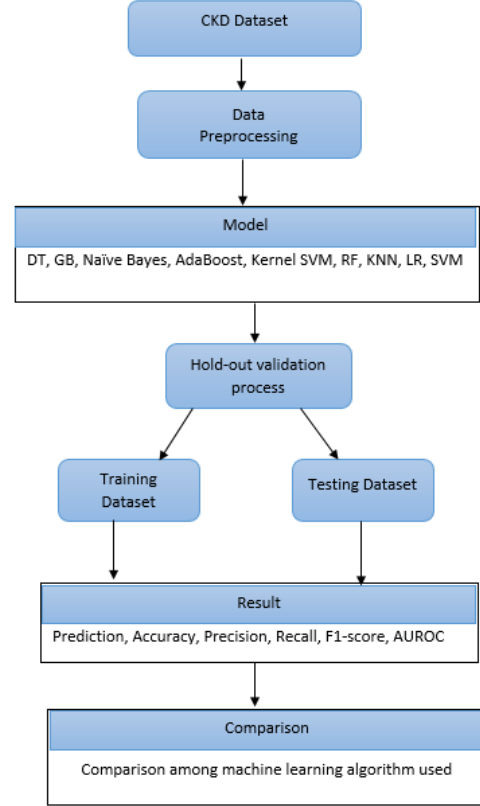 CKD Dataset
Data
Preprocessing
Model
DT, GB, Naïve Bayes, AdaBoost, Kernel SVM, RF, KNN, LR, SVM
Hold-out validation
process
Training
Dataset
Testing Dataset
Result
Prediction, Accuracy, Precision, Recall, F1-score, AUROC
Comparison
Comparison among machine learning algorithm used